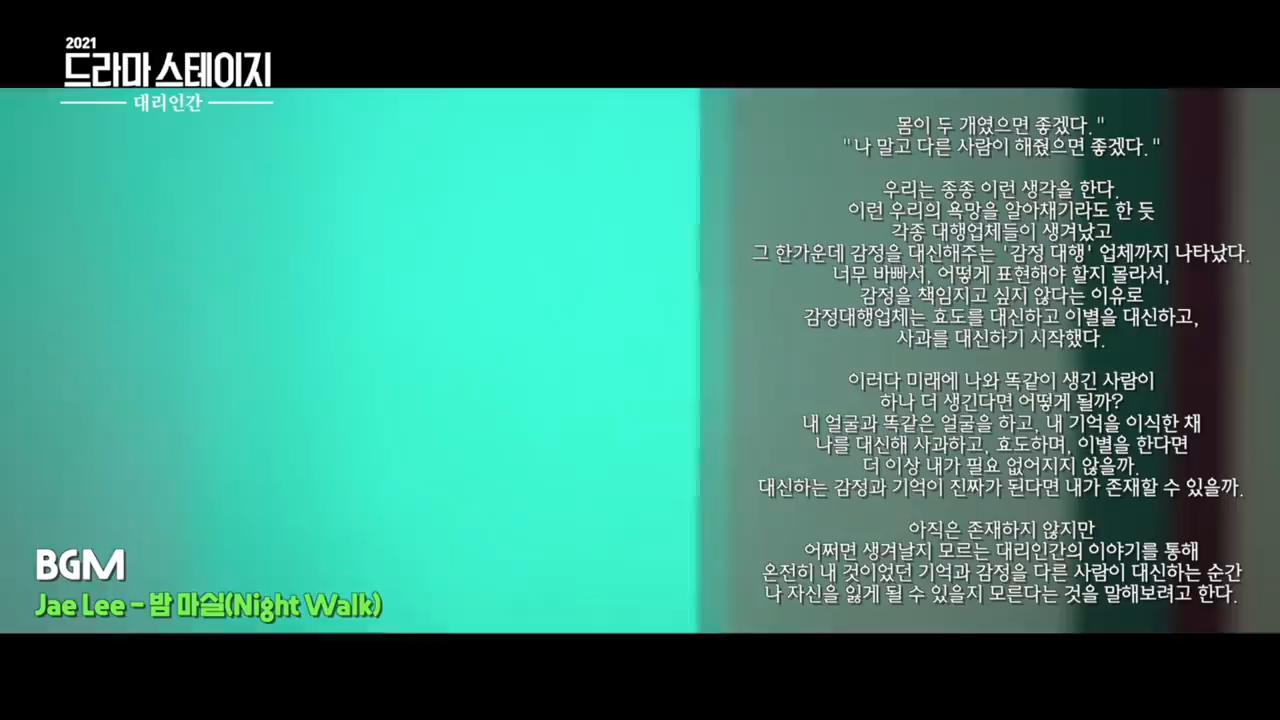 2021
드라마 스테이지
대리인간
몸이 두 개였으면 좋겠다."
"나 말고 다른 사람이 해줬으면 좋겠다."
우리는 종종 이런 생각을 한다.
이런 우리의 욕망을 알아채기라도 한 듯
각종 대행업체들이 생겨났고
그 한가운데 감정을 대신해주는 '감정 대행' 업체까지 나타났다.
너무 바빠서, 어떻게 표현해야 할지 몰라서,
감정을 책임지고 싶지 않다는 이유로
감정대행업체는 효도를 대신하고 이별을 대신하고,
사과를 대신하기 시작했다.
이러다 미래에 나와 똑같이 생긴 사람이
하나 더 생긴다면 어떻게 될까?
내 얼굴과 똑같은 얼굴을 하고, 내 기억을 이식한 채
나를 대신해 사과하고, 효도하며, 이별을 한다면
더 이상 내가 필요 없어지지 않을까.
대신하는 감정과 기억이 진짜가 된다면 내가 존재할 수 있을까.
아직은 존재하지 않지만
어쩌면 생겨날지 모르는 대리인간의 이야기를 통해
온전히 내 것이었던 기억과 감정을 다른 사람이 대신하는 순간
나 자신을 잃게 될 수 있을지 모른다는 것을 말해보려고 한다.
BGM
Jae Lee - 밤 마실(Night Walk)